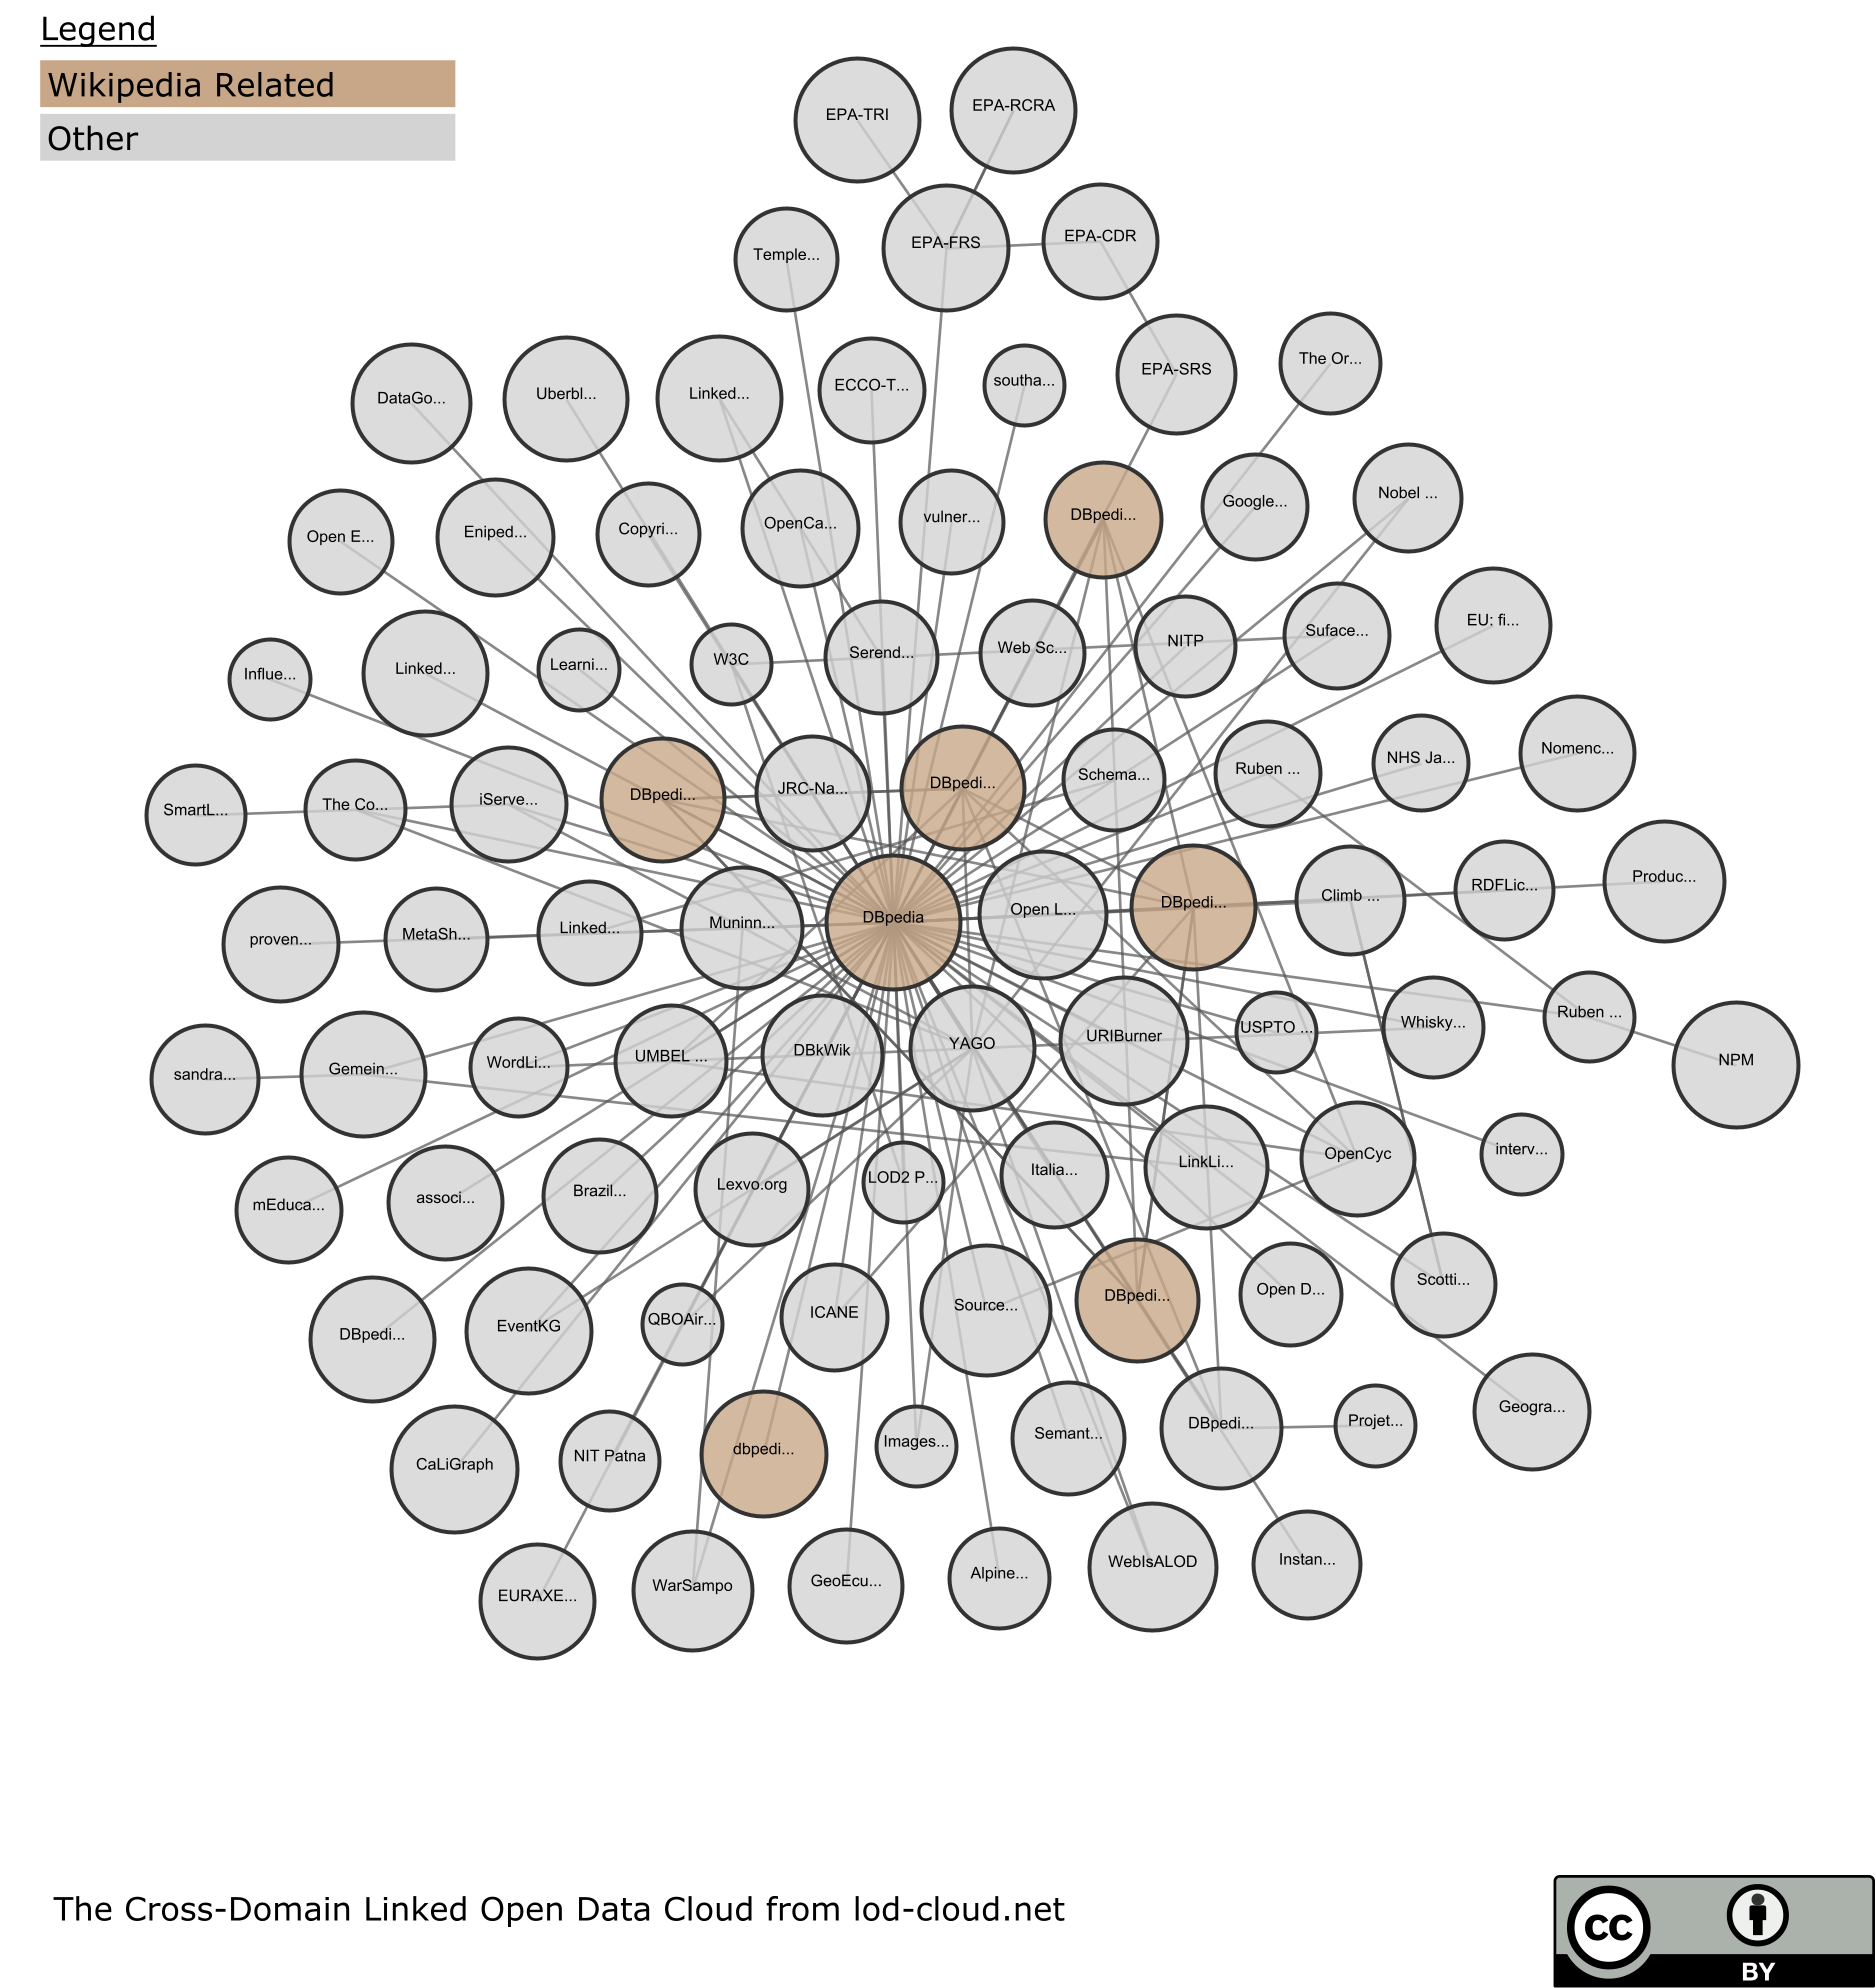 Legend
Wikipedia Related
Other
EPA-TRI
EPA-RCRA
EPA-FRS
EPA-CDR
Temple...
EPA-SRS
The Or...
DataGo...
Uberbl...
Linked...
ECCO-T...
southa...
Open E...
Eniped...
Copyri...
OpenCa...
vulner...
DBpedi...
Google...
Nobel ...
Influe...
Linked...
Learni...
W3C
Serend...
Web Sc...
NITP
Suface...
EU: fi...
SmartL...
The Co...
iServe...
DBpedi...
JRC-Na...
DBpedi...
Schema...
Ruben ...
NHS Ja...
Nomenc...
proven...
MetaSh...
Linked...
Muninn...
DBpedia
Open L...
DBpedi...
Climb ...
RDFLic...
Produc...
sandra...
Gemein...
WordLi...
UMBEL ...
DBkWik
YAGO
URIBurner
USPTO ...
Whisky...
Ruben ...
NPM
mEduca...
associ...
Brazil...
Lexvo.org
LOD2 P...
Italia...
LinkLi...
OpenCyc
interv...
DBpedi...
EventKG
QBOAir...
ICANE
Source...
DBpedi...
Open D...
Scotti...
CaLiGraph
NIT Patna
dbpedi...
Images...
Semant...
DBpedi...
Projet...
Geogra...
EURAXE...
WarSampo
GeoEcu...
Alpine...
WebIsALOD
Instan...
The Cross-Domain Linked Open Data Cloud from lod-cloud.net
cc
BY